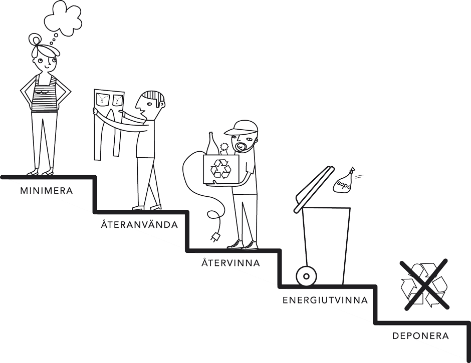 MINIMERA
ÅTERANVÄNDA
ÅTERVINNA
ENERGIUTVINNA
DEPONERA